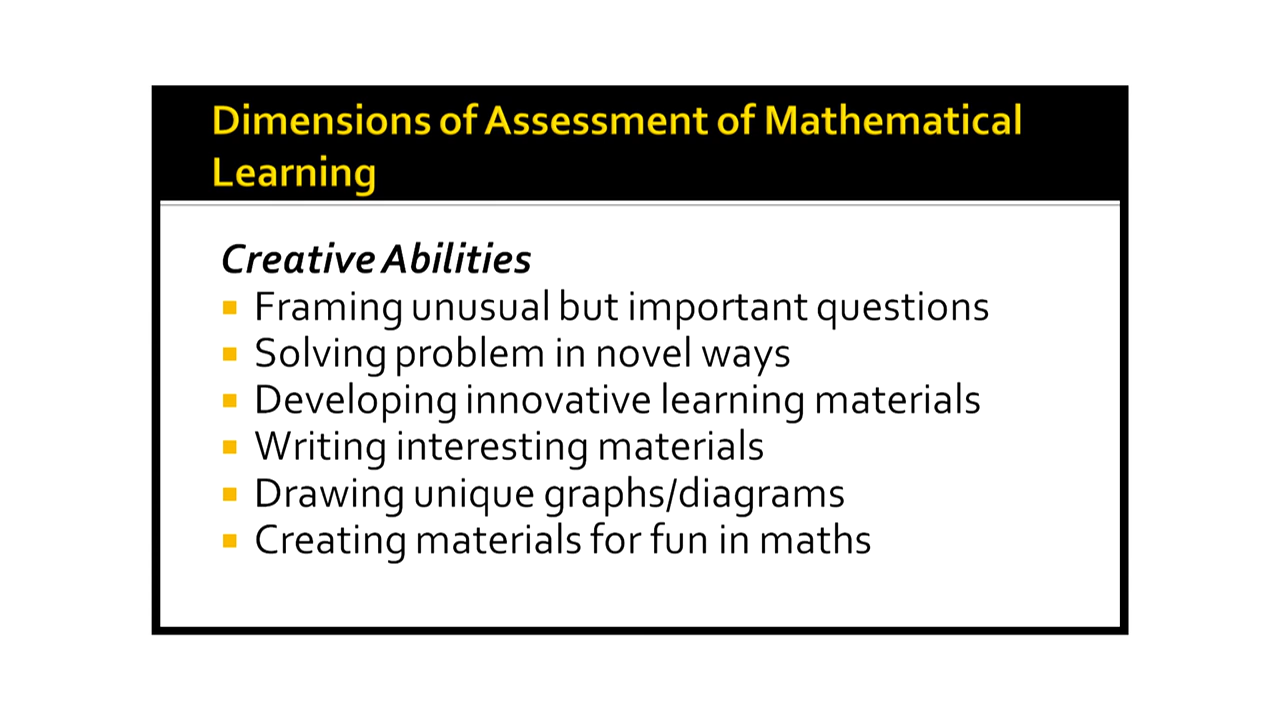 Dimensions of Assessment of Mathematical
Learning
Creative Abilities
Framing unusual but important questions
Solving problem in novel ways
Developing innovative learning materials
Writing interesting materials
Drawing unique graphs/diagrams
Creating materials for fun in maths